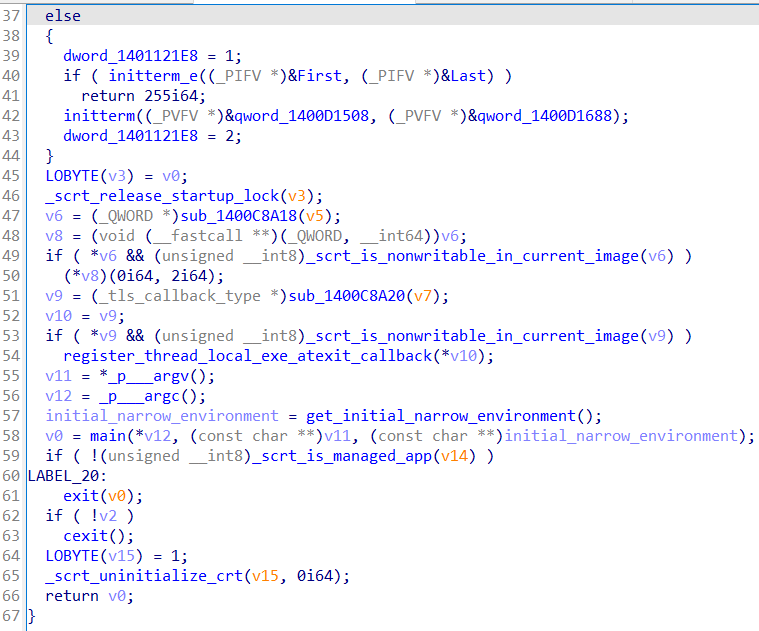 37 else
38 {
39 dword_1401121E8 = 1;
40 if ( initterm_e((_PIFV *)&First, (_PIFV *)&Last) )
41 return 255i64;
42 initterm((_PVFV *)&qword_1400D1508, (_PVFV *)&qword_1400D1688);
43 dword_1401121E8 = 2;
44 }
45 LOBYTE(v3) = v0;
46 _scrt_release_startup_lock(v3);
47 v6 = (_QWORD *)sub_1400C8A18(v5);
48 v8 = (void (__fastcall **)(_QWORD, __int64))v6;
49 if ( *v6 && (unsigned __int8)_scrt_is_nonwritable_in_current_image(v6) )
50 (*v8)(0i64, 2i64);
51 v9 = (_tls_callback_type *)sub_1400C8A20(v7);
52 v10 = v9;
53 if ( *v9 && (unsigned __int8)_scrt_is_nonwritable_in_current_image(v9) )
54 register_thread_local_exe_atexit_callback(*v10);
55 v11 = *_p___argv();
56 v12 = _p___argc();
57 initial_narrow_environment = get_initial_narrow_environment();
58 v0 = main(*v12, (const char **)v11, (const char **)initial_narrow_environment);
59 if ( !(unsigned __int8)_scrt_is_managed_app(v14) )
60 LABEL_20:
61 exit(v0);
62 if ( !v2 )
63 cexit();
64 LOBYTE(v15) = 1;
65 _scrt_uninitialize_crt(v15, 0i64);
66 return v0;
67 }